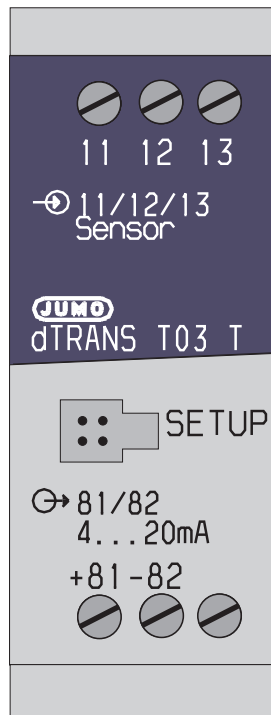 11 12 13
11/12/13
Sensor
JUMO
dTRANS T03 T
SETUP
81/82
4...20mA
+81-82